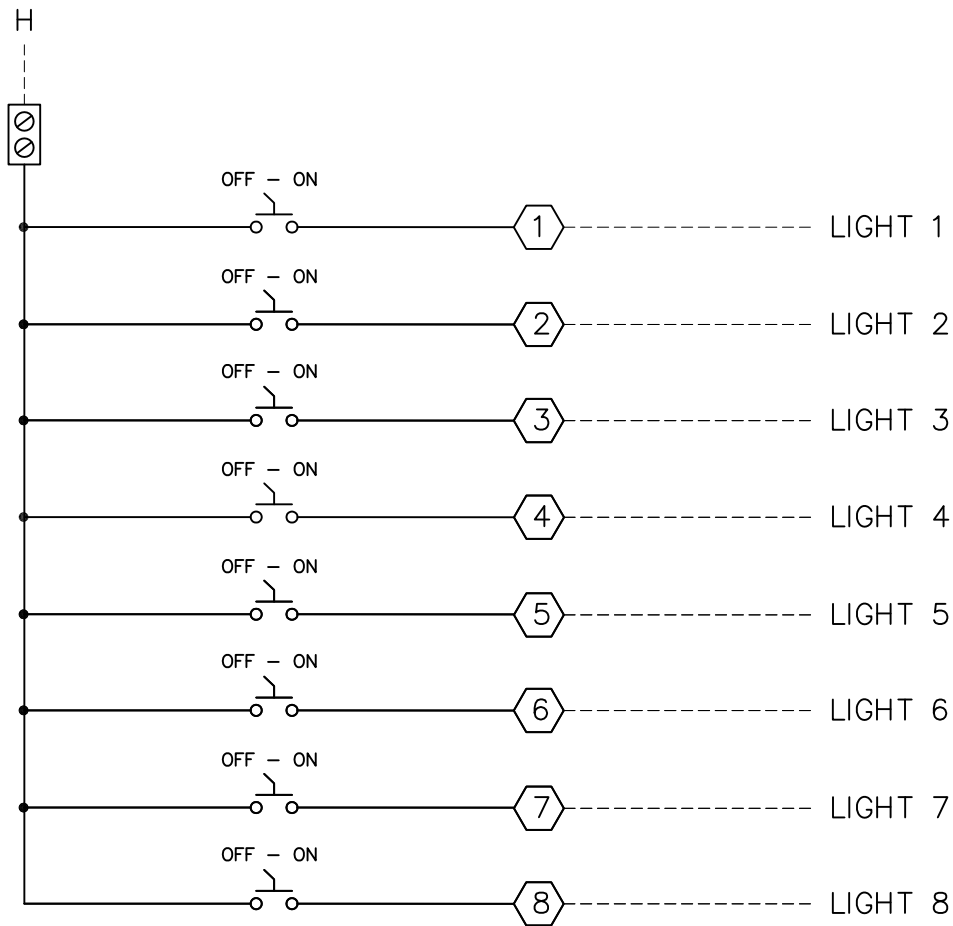 H
OFF – ON
1 LIGHT 1
OFF – ON
2 LIGHT 2
OFF – ON
3 LIGHT 3
OFF – ON
4 LIGHT 4
OFF – ON
5 LIGHT 5
OFF – ON
6 LIGHT 6
OFF – ON
7 LIGHT 7
OFF – ON
8 LIGHT 8